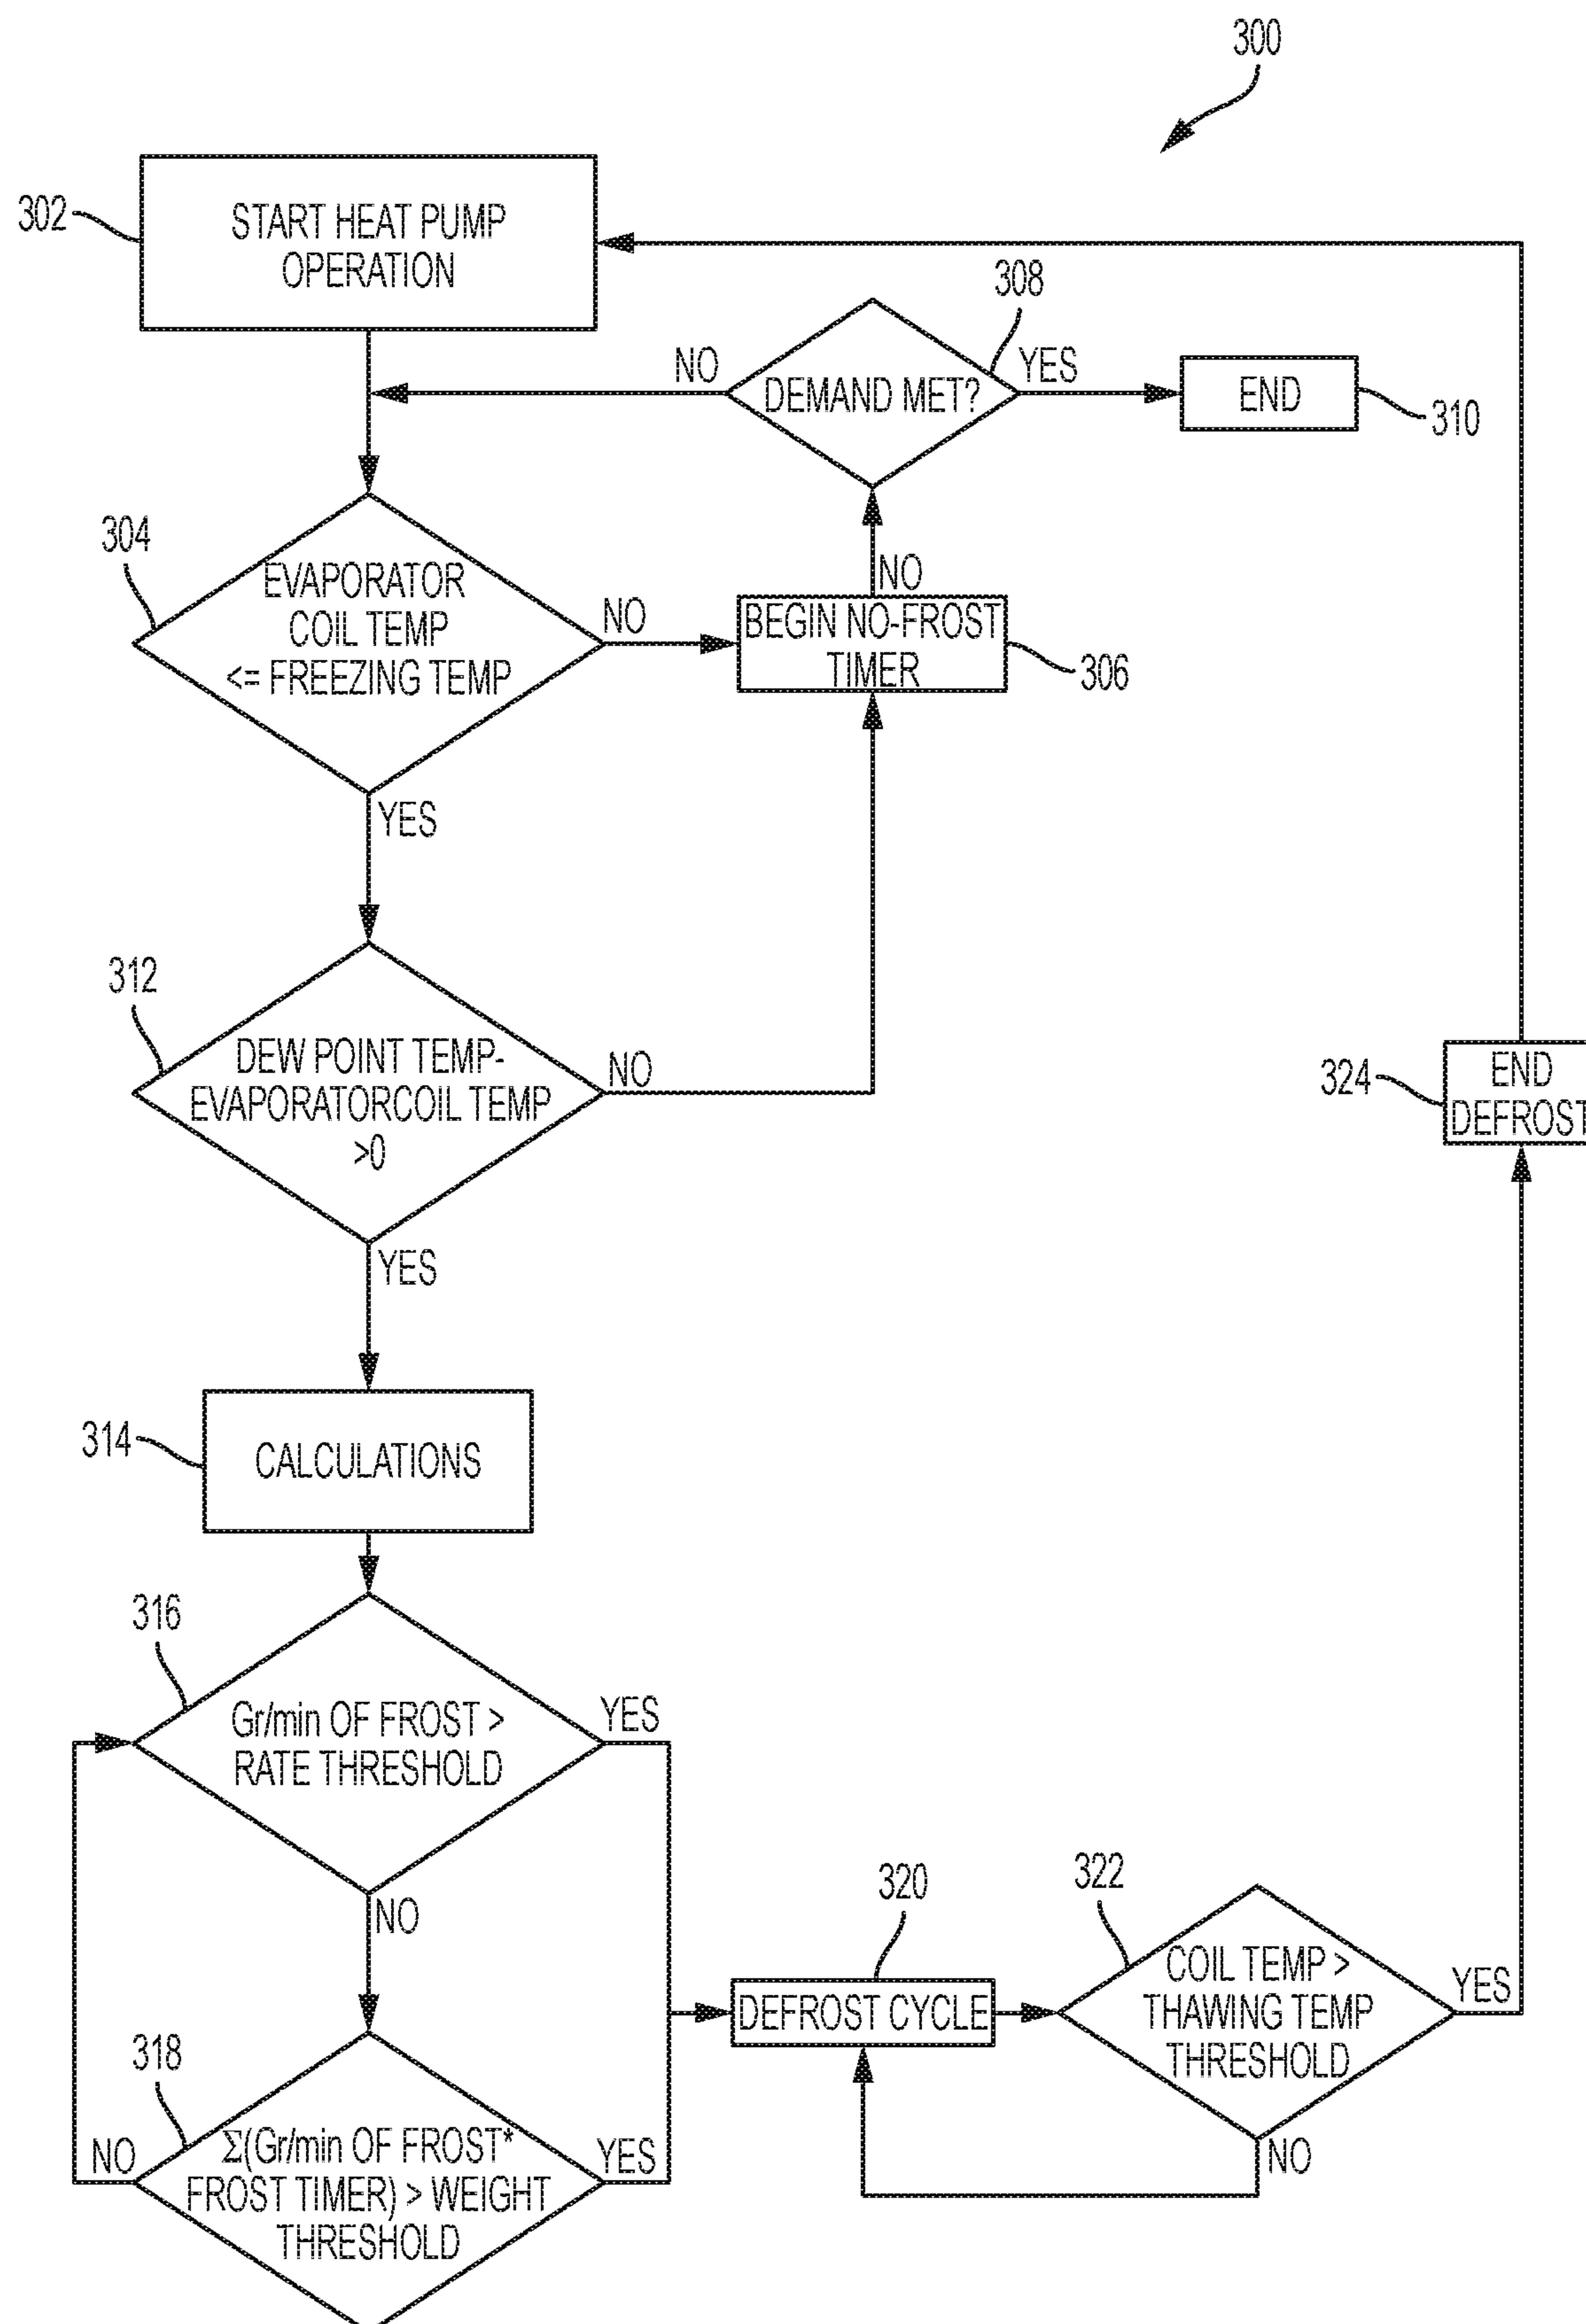 300
302
START HEAT PUMP
OPERATION
308
NO
DEMAND MET?
YES
END
310
304
EVAPORATOR
COIL TEMP
<= FREEZING TEMP
NO
NO
BEGIN NO-FROST
TIMER
306
YES
312
DEW POINT TEMP-
EVAPORATORCOIL TEMP
>0
NO
324
END
DEFROST
YES
314
CALCULATIONS
316
Gr/min OF FROST >
RATE THRESHOLD
YES
NO
320
DEFROST CYCLE
322
COIL TEMP >
THAWING TEMP
THRESHOLD
YES
NO
318
Σ(Gr/min OF FROST*
FROST TIMER) > WEIGHT
THRESHOLD
NO
YES